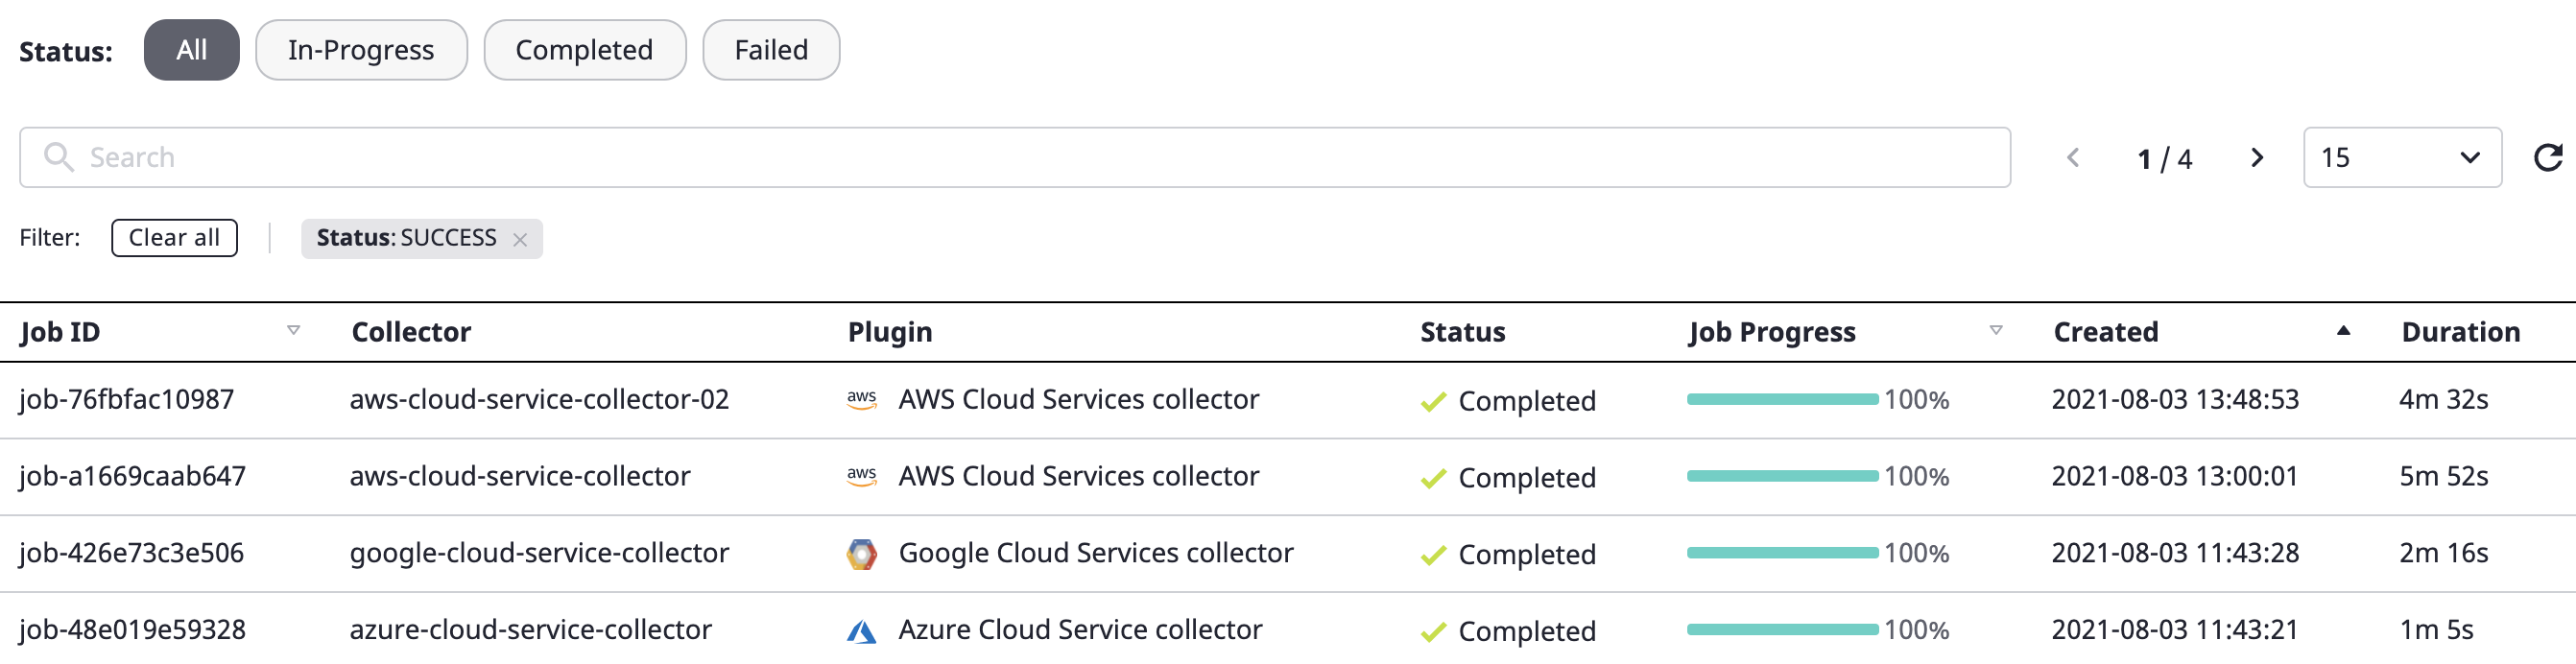 Status: All In-Progress Completed Failed
Search 1 / 4 15
Filter: Clear all Status: SUCCESS
Job ID Collector Plugin Status Job Progress Created Duration
job-76fbfac10987 aws-cloud-service-collector-02 aws AWS Cloud Services collector Completed 100% 2021-08-03 13:48:53 4m 32s
job-a1669caab647 aws-cloud-service-collector aws AWS Cloud Services collector Completed 100% 2021-08-03 13:00:01 5m 52s
job-426e73c3e506 google-cloud-service-collector Google Cloud Services collector Completed 100% 2021-08-03 11:43:28 2m 16s
job-48e019e59328 azure-cloud-service-collector Azure Cloud Service collector Completed 100% 2021-08-03 11:43:21 1m 5s